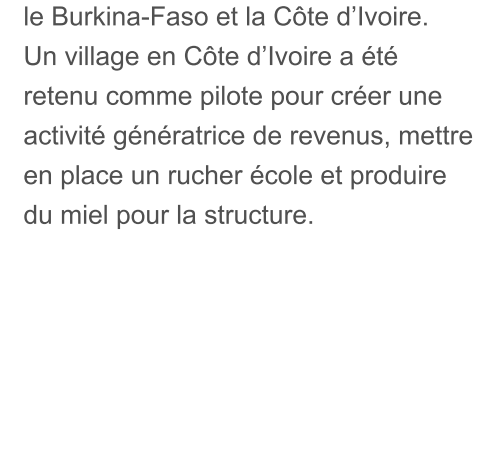 le Burkina-Faso et la Côte d’Ivoire.
Un village en Côte d’Ivoire a été
retenu comme pilote pour créer une
activité génératrice de revenus, mettre
en place un rucher école et produire
du miel pour la structure.